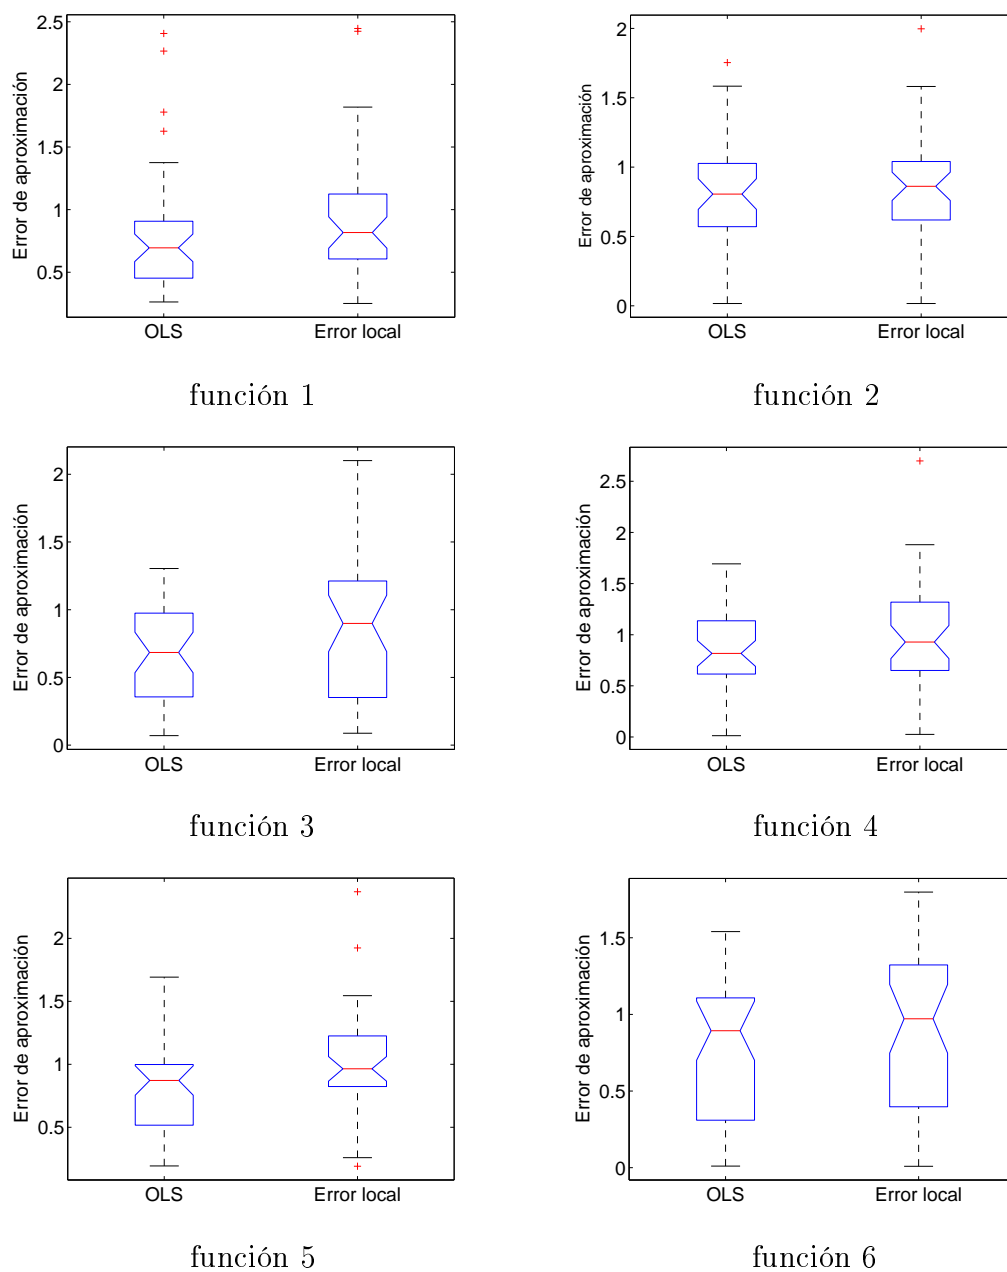 2.5
2
1.5
1
0.5
Error de aproximación
OLS
Error local
función 1
2
1.5
1
0.5
0
Error de aproximación
OLS
Error local
función 2
2
1.5
1
0.5
0
Error de aproximación
OLS
Error local
función 3
2.5
2
1.5
1
0.5
0
Error de aproximación
OLS
Error local
función 4
2
1.5
1
0.5
Error de aproximación
OLS
Error local
función 5
1.5
1
0.5
0
Error de aproximación
OLS
Error local
función 6